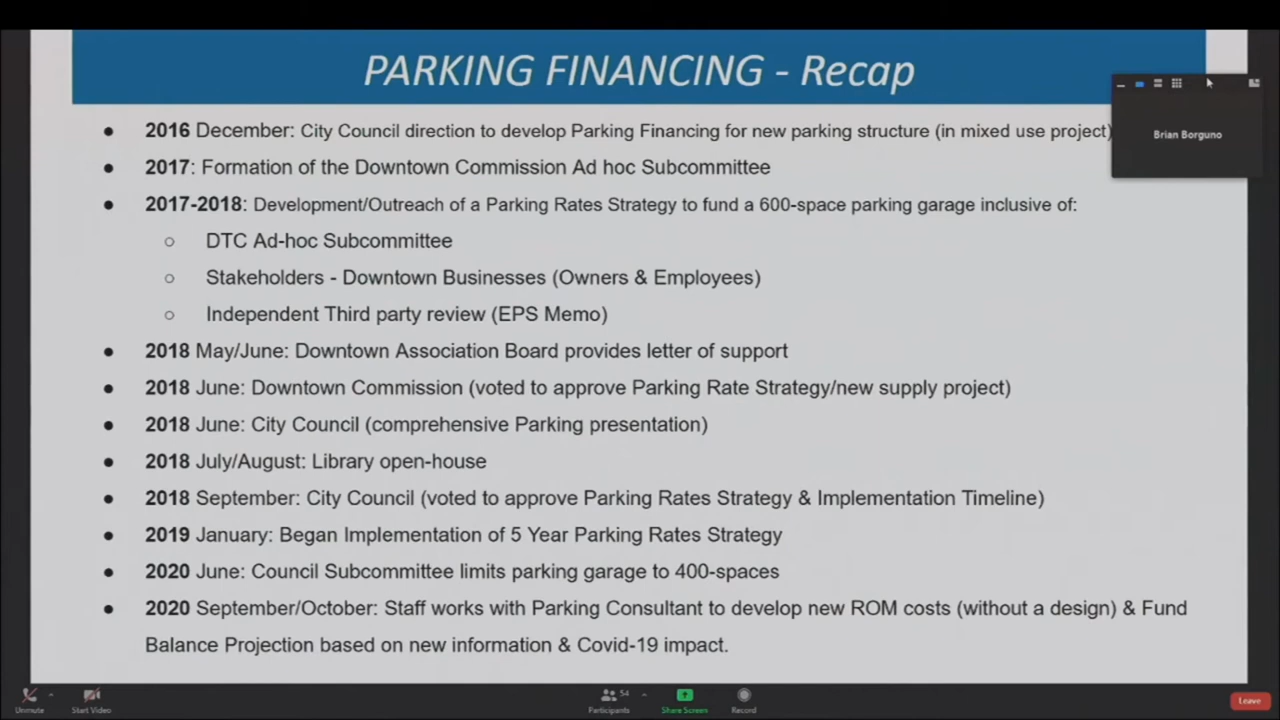 PARKING FINANCING - Recap
Brian Borguno
● 2016 December: City Council direction to develop Parking Financing for new parking structure (in mixed use project)
● 2017: Formation of the Downtown Commission Ad hoc Subcommittee
● 2017-2018: Development/Outreach of a Parking Rates Strategy to fund a 600-space parking garage inclusive of:
○ DTC Ad-hoc Subcommittee
○ Stakeholders - Downtown Businesses (Owners & Employees)
○ Independent Third party review (EPS Memo)
● 2018 May/June: Downtown Association Board provides letter of support
● 2018 June: Downtown Commission (voted to approve Parking Rate Strategy/new supply project)
● 2018 June: City Council (comprehensive Parking presentation)
● 2018 July/August: Library open-house
● 2018 September: City Council (voted to approve Parking Rates Strategy & Implementation Timeline)
● 2019 January: Began Implementation of 5 Year Parking Rates Strategy
● 2020 June: Council Subcommittee limits parking garage to 400-spaces
● 2020 September/October: Staff works with Parking Consultant to develop new ROM costs (without a design) & Fund
Balance Projection based on new information & Covid-19 impact.
54
Unmute Start Video Participants Share Screen Record Leave